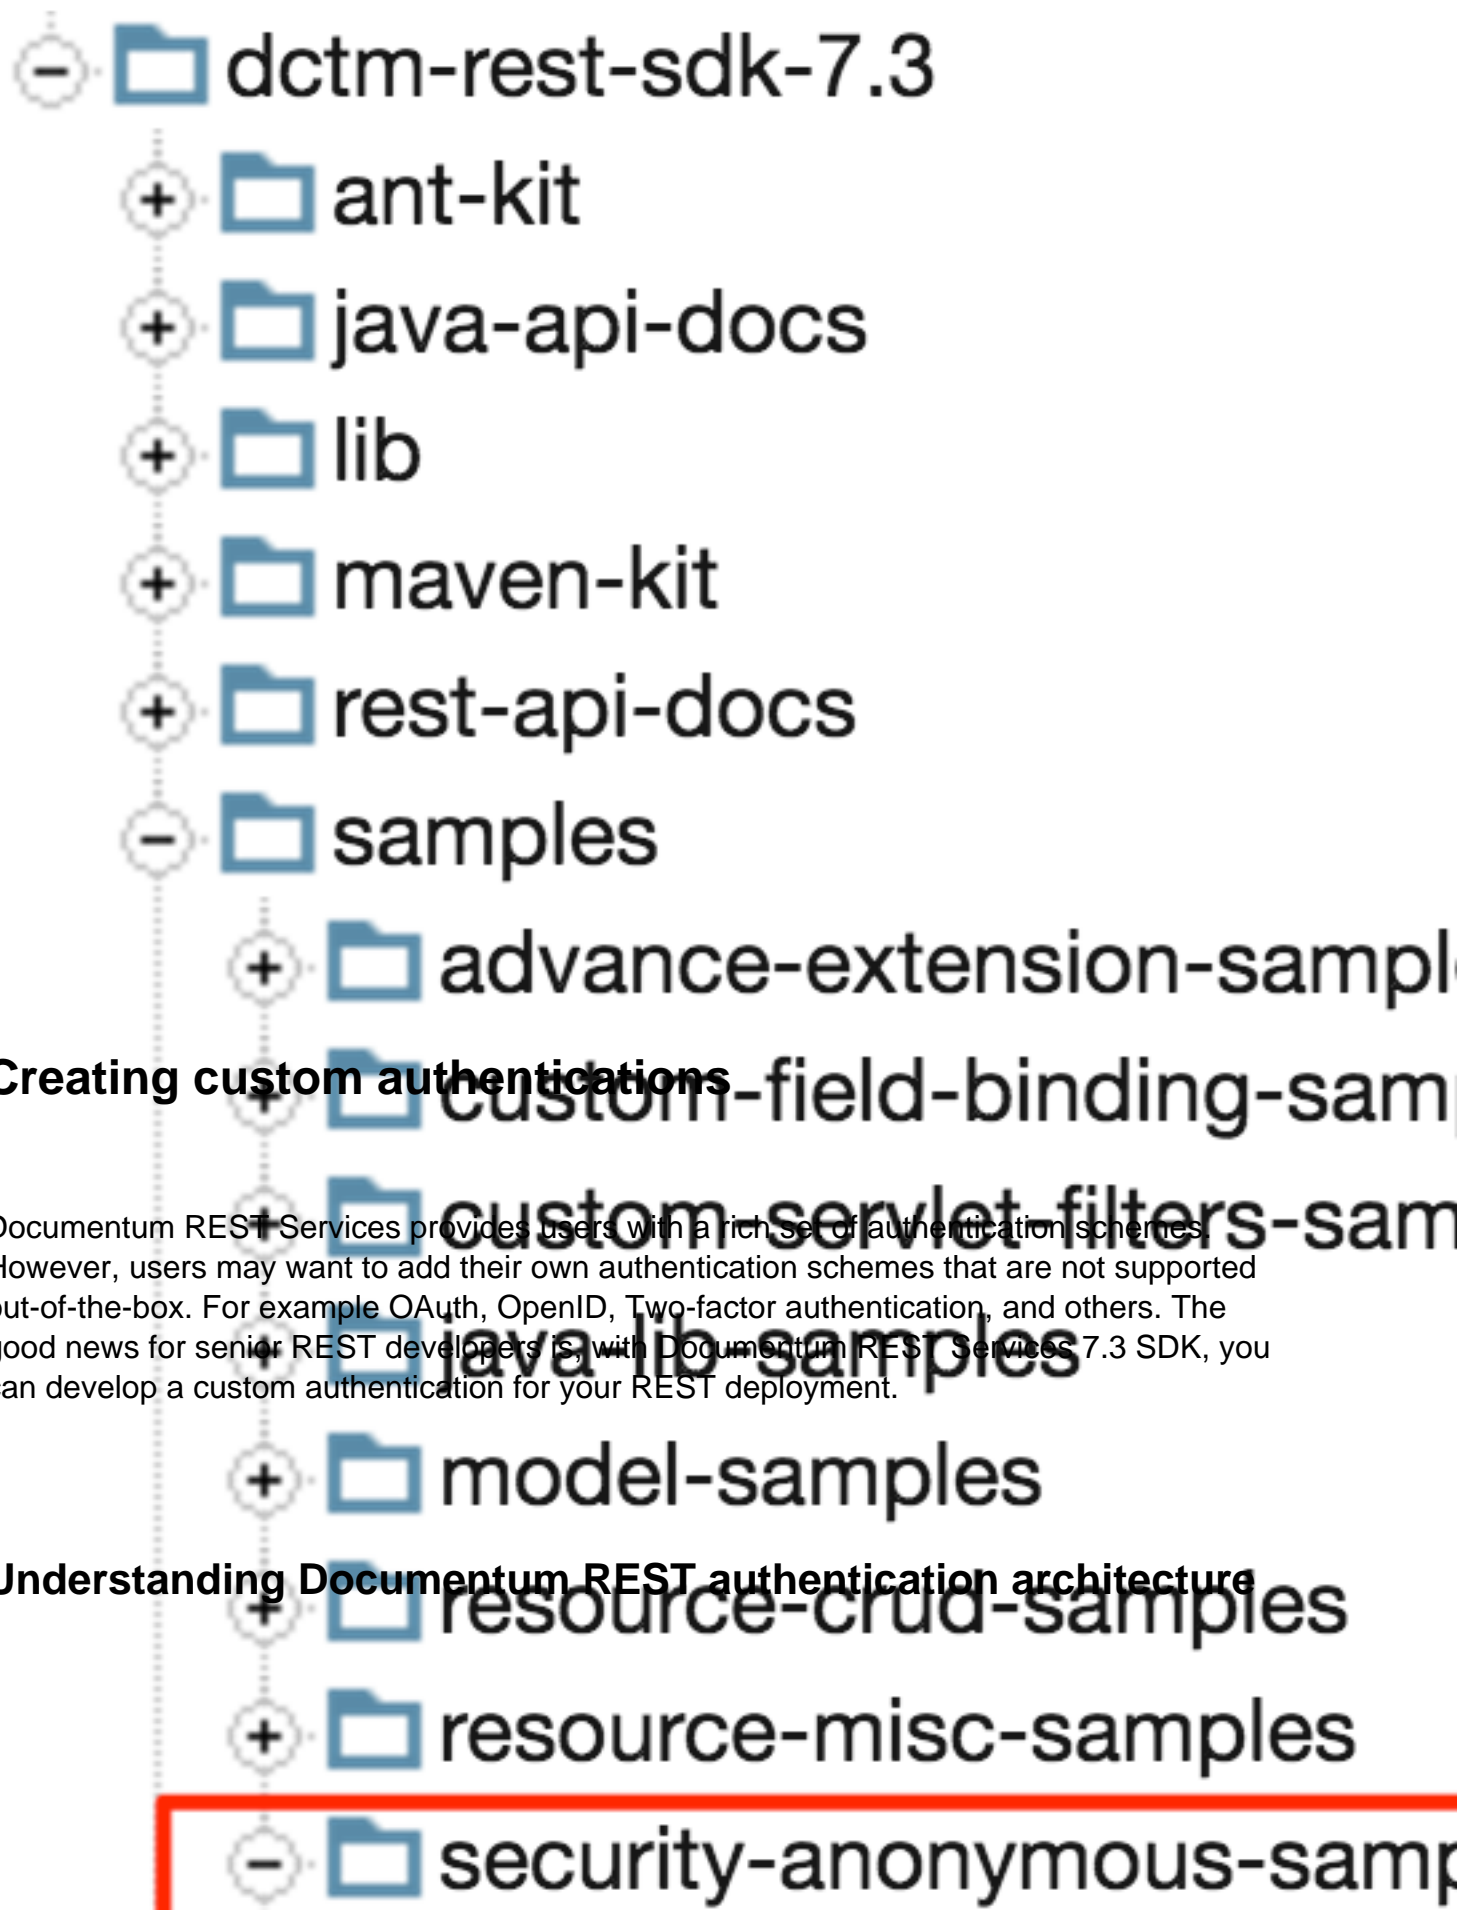 dctm-rest-sdk-7.3
ant-kit
java-api-docs
lib
maven-kit
rest-api-docs
samples
advance-extension-sampl
Creating custom authentications
custom-field-binding-sam
custom-servlet-filters-sam
Documentum REST Services provides users with a rich set of authentication schemes.
However, users may want to add their own authentication schemes that are not supported
out-of-the-box. For example OAuth, OpenID, Two-factor authentication, and others. The
java-lib-samples
good news for senior REST developers is, with Documentum REST Services 7.3 SDK, you
can develop a custom authentication for your REST deployment.
model-samples
Understanding Documentum REST authentication architecture
resource-crud-samples
resource-misc-samples
security-anonymous-samp